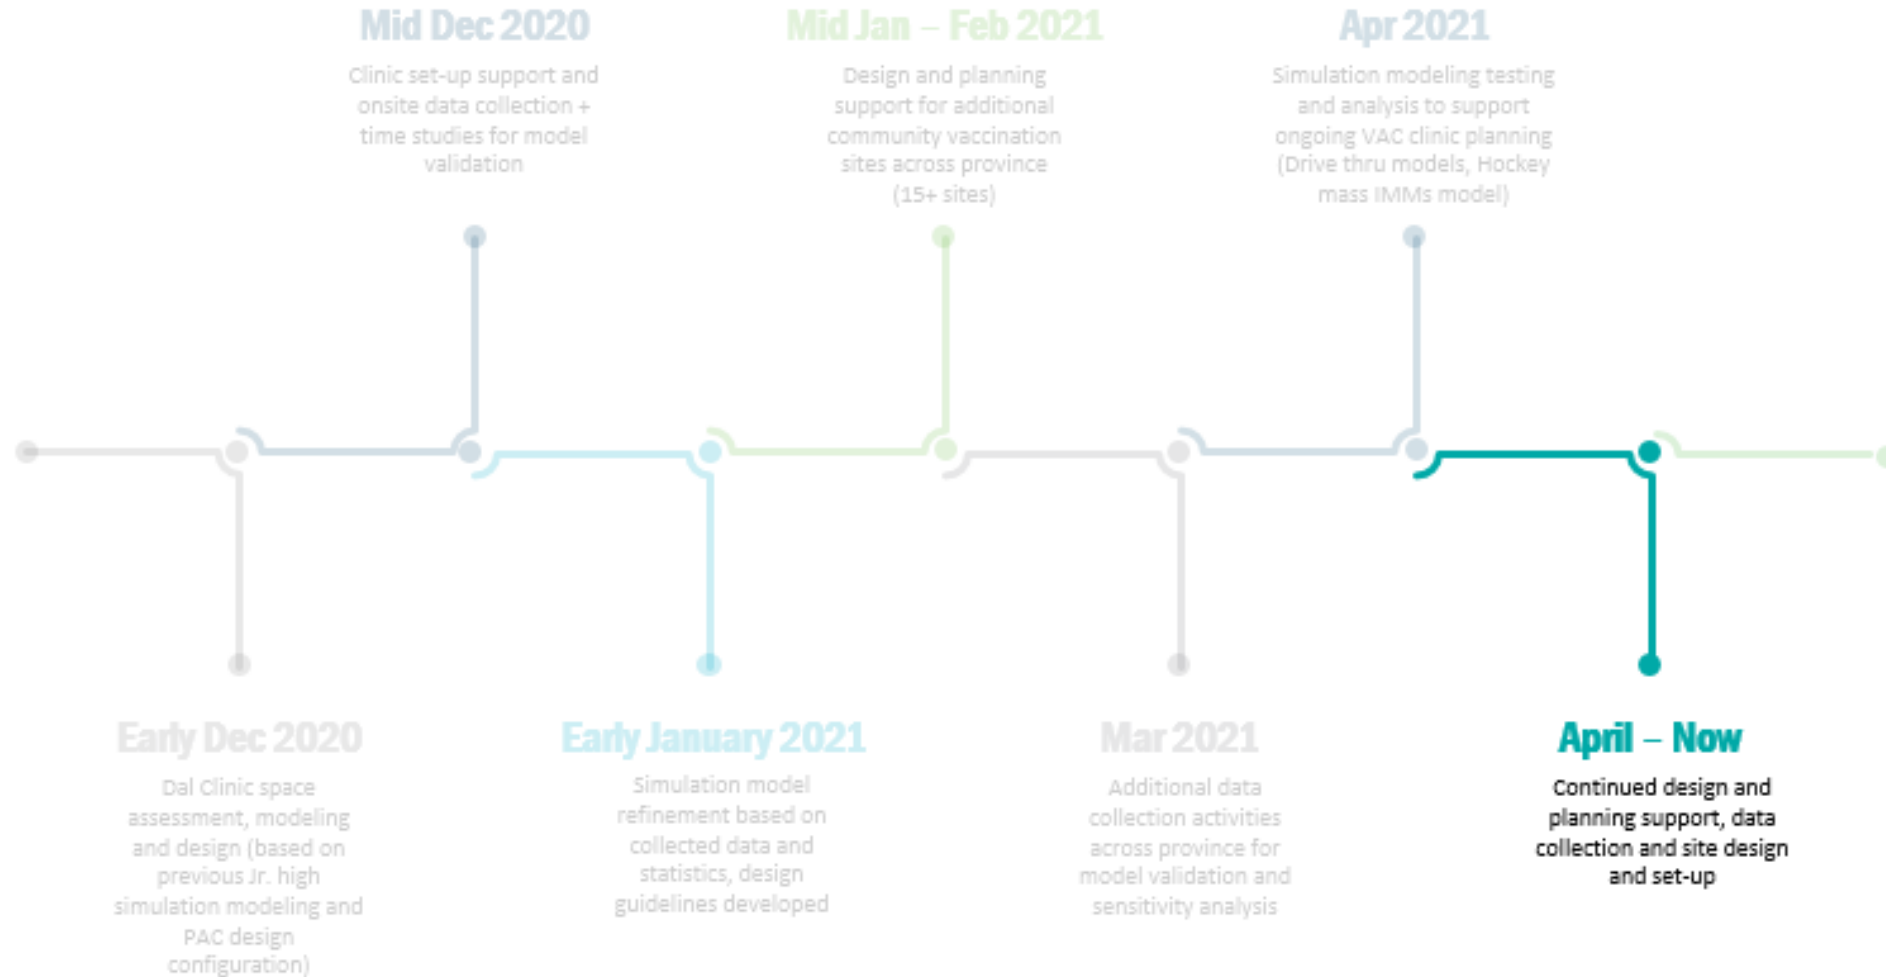 Mid Dec 2020
Clinic set-up support and
onsite data collection +
time studies for model
validation
Mid Jan – Feb 2021
Design and planning
support for additional
community vaccination
sites across province
(15+ sites)
Apr 2021
Simulation modeling testing
and analysis to support
ongoing VAC clinic planning
(Drive thru models, Hockey
mass IMMs model)
Early Dec 2020
Dal Clinic space
assessment, modeling
and design (based on
previous Jr. high
simulation modeling and
PAC design
configuration)
Early January 2021
Simulation model
refinement based on
collected data and
statistics, design
guidelines developed
Mar 2021
Additional data
collection activities
across province for
model validation and
sensitivity analysis
April – Now
Continued design and
planning support, data
collection and site design
and set-up